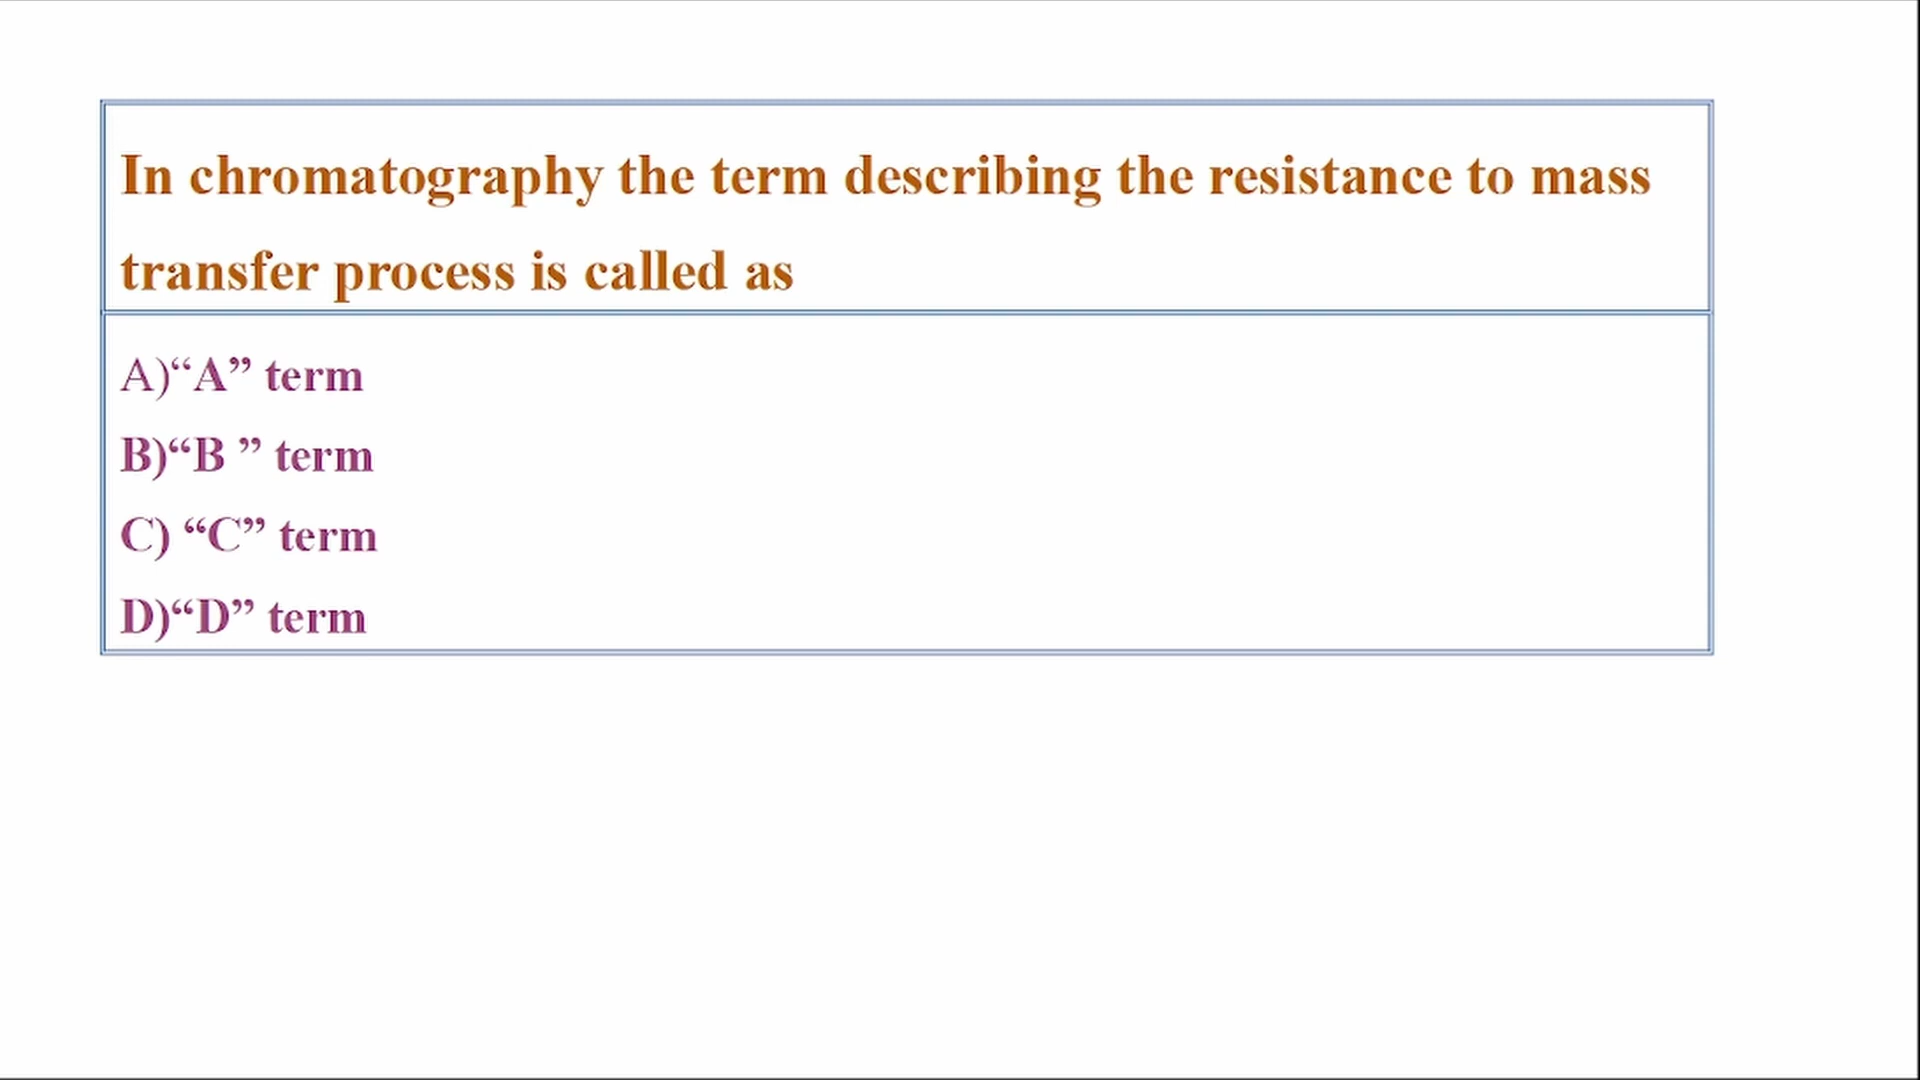 In chromatography the term describing the resistance to mass
transfer process is called as
A)“A” term
B)“B ” term
C) “C” term
D)“D” term